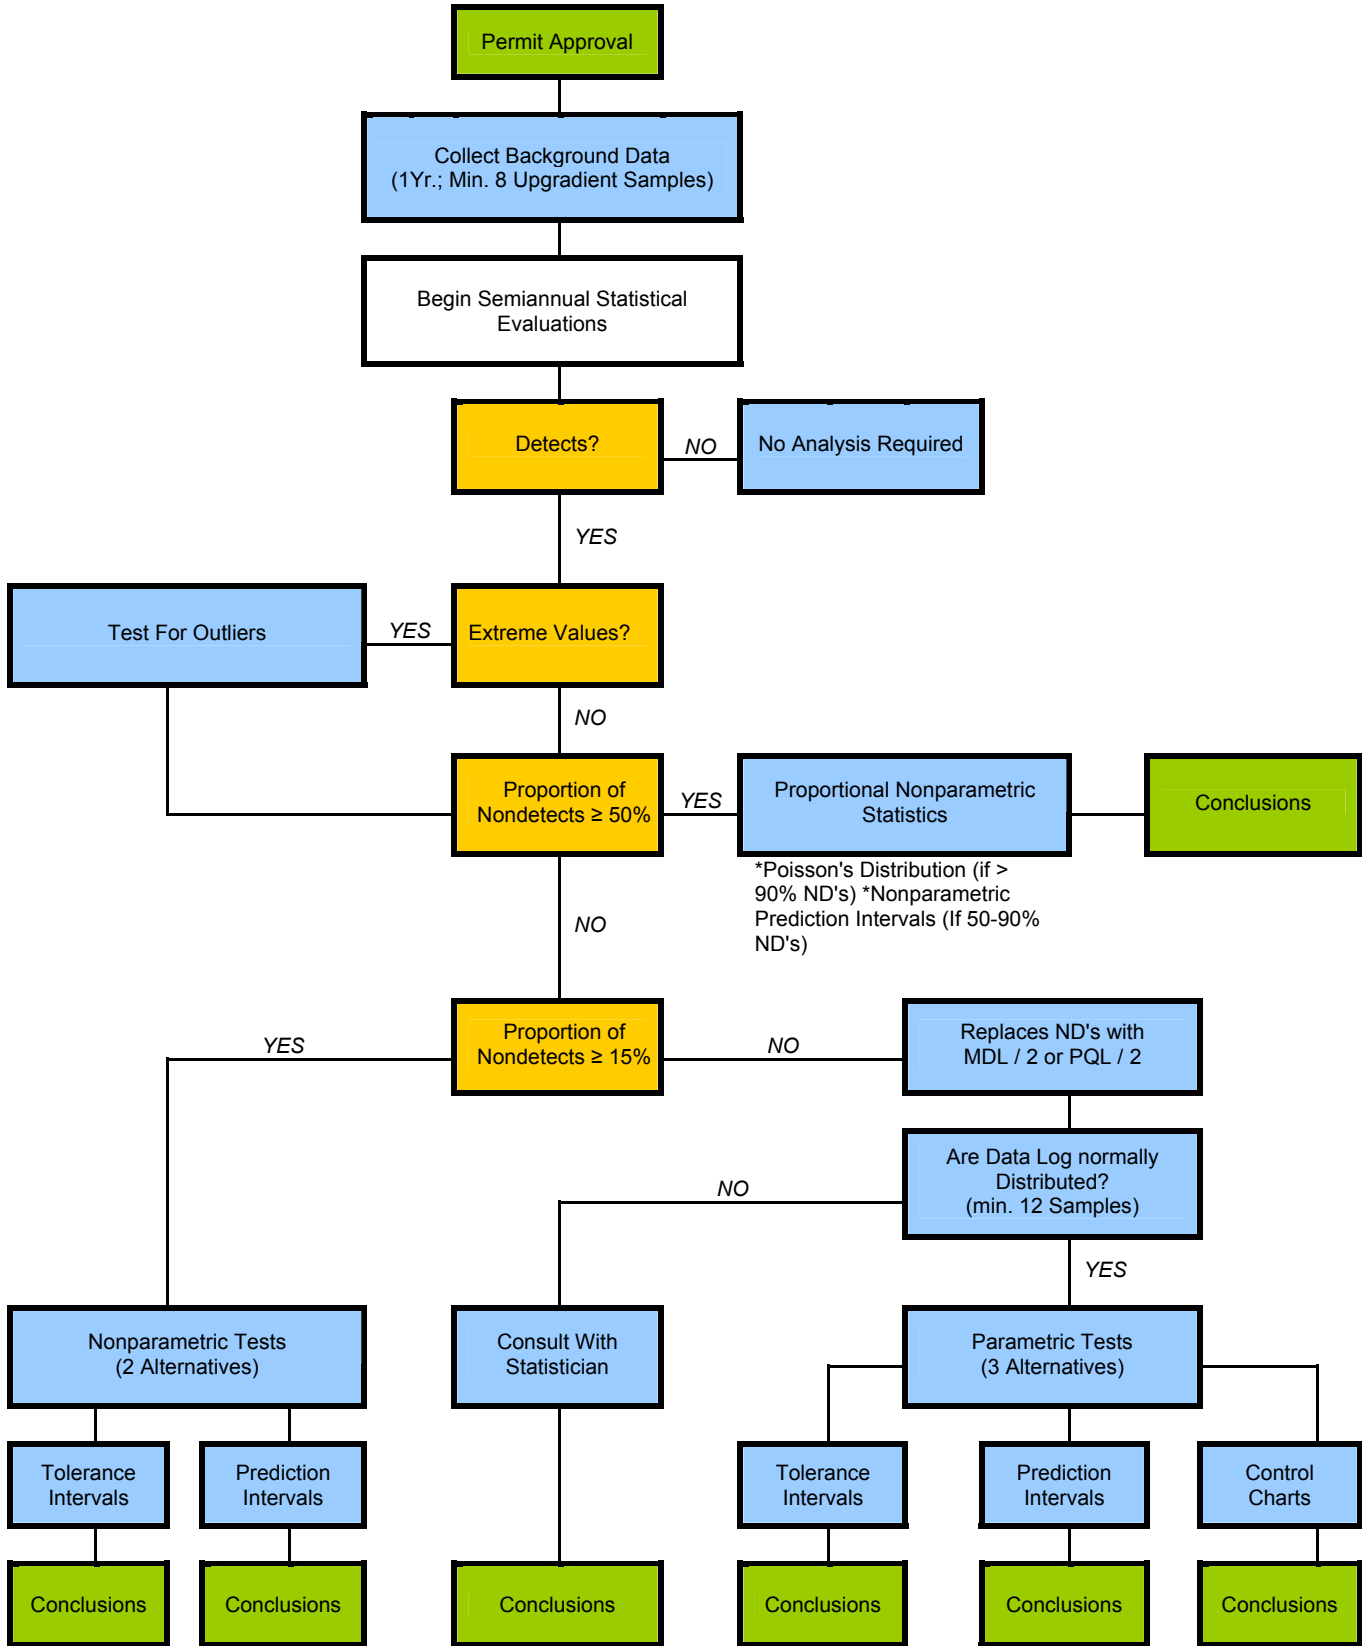 Permit Approval
Collect Background Data
(1Yr.; Min. 8 Upgradient Samples)
Begin Semiannual Statistical
Evaluations
Detects?
NO
No Analysis Required
YES
Test For Outliers
YES
Extreme Values?
NO
Proportion of
Nondetects ≥ 50%
YES
Proportional Nonparametric
Statistics
Conclusions
*Poisson's Distribution (if >
90% ND's) *Nonparametric
Prediction Intervals (If 50-90%
ND's)
NO
YES
Proportion of
Nondetects ≥ 15%
NO
Replaces ND's with
MDL / 2 or PQL / 2
Are Data Log normally
Distributed?
(min. 12 Samples)
NO
YES
Nonparametric Tests
(2 Alternatives)
Consult With
Statistician
Parametric Tests
(3 Alternatives)
Tolerance
Intervals
Prediction
Intervals
Tolerance
Intervals
Prediction
Intervals
Control
Charts
Conclusions
Conclusions
Conclusions
Conclusions
Conclusions
Conclusions